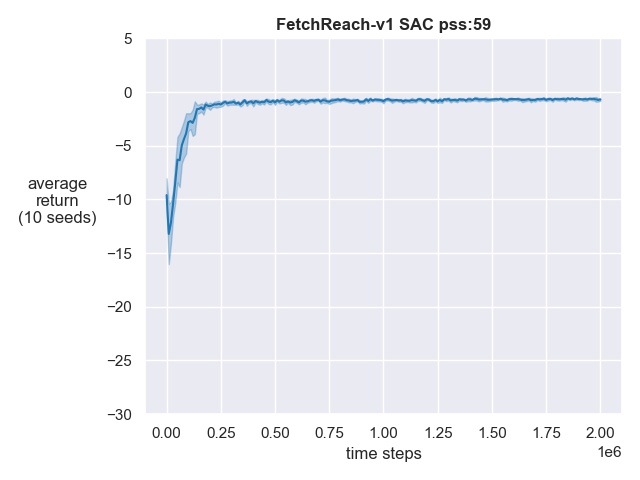 FetchReach-v1 SAC pss:59
5
0
−5
−10
−15
−20
−25
−30
average
return
(10 seeds)
0.00 0.25 0.50 0.75 1.00 1.25 1.50 1.75 2.00
time steps
1e6